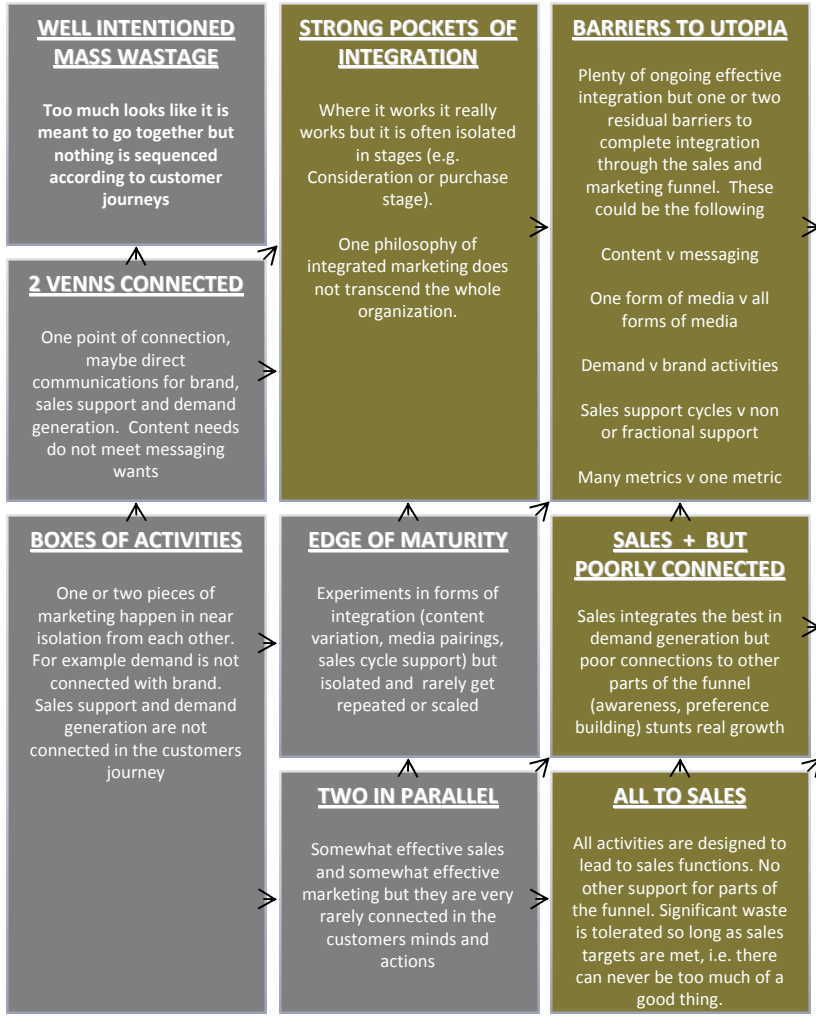 WELL INTENTIONED
MASS WASTAGE
Too much looks like it is
meant to go together but
nothing is sequenced
according to customer
journeys
2 VENNS CONNECTED
One point of connection,
maybe direct
communications for brand,
sales support and demand
generation.  Content needs
do not meet messaging
wants
BOXES OF ACTIVITIES
One or two pieces of
marketing happen in near
isolation from each other.
For example demand is not
connected with brand.
Sales support and demand
generation are not
connected in the customers
journey
STRONG POCKETS  OF
INTEGRATION
Where it works it really
works but it is often isolated
in stages (e.g.
Consideration or purchase
stage).
One philosophy of
integrated marketing does
not transcend the whole
organization.
EDGE OF MATURITY
Experiments in forms of
integration (content
variation, media pairings,
sales cycle support) but
isolated and  rarely get
repeated or scaled
TWO IN PARALLEL
Somewhat effective sales
and somewhat effective
marketing but they are very
rarely connected in the
customers minds and
actions
BARRIERS TO UTOPIA
Plenty of ongoing effective
integration but one or two
residual barriers to
complete integration
through the sales and
marketing funnel.  These
could be the following
Content v messaging
One form of media v all
forms of media
Demand v brand activities
Sales support cycles v non
or fractional support
Many metrics v one metric
SALES  +  BUT
POORLY CONNECTED
Sales integrates the best in
demand generation but
poor connections to other
parts of the funnel
(awareness, preference
building) stunts real growth
ALL TO SALES
All activities are designed to
lead to sales functions. No
other support for parts of
the funnel. Significant waste
is tolerated so long as sales
targets are met, i.e. there
can never be too much of a
good thing.